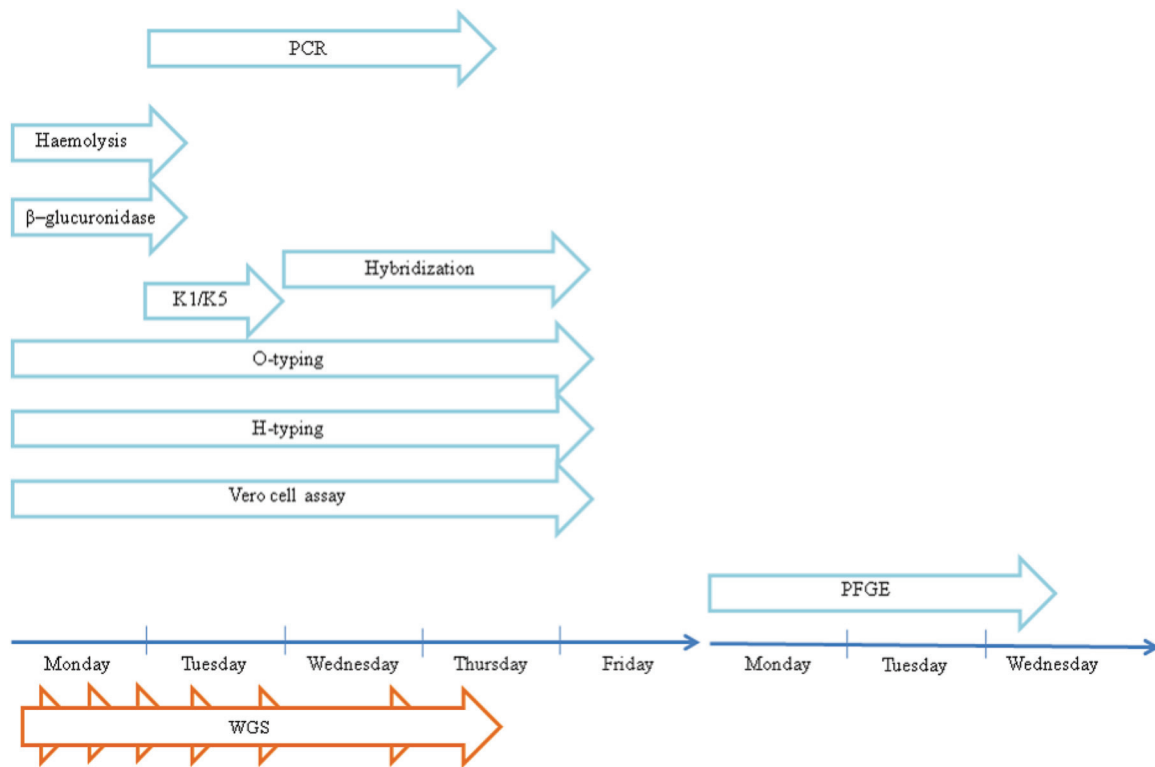 PCR
Haemolysis
β–glucuronidase
Hybridization
K1/K5
O-typing
H-typing
Vero cell assay
PFGE
Monday Tuesday Wednesday Thursday Friday Monday Tuesday Wednesday
WGS